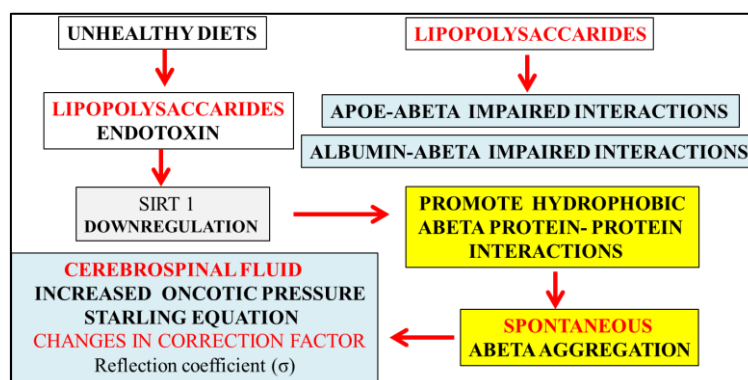 UNHEALTHY DIETS
LIPOPOLYSACCARIDES
ENDOTOXIN
SIRT 1
DOWNREGULATION
LIPOPOLYSACCARIDES
APOE-ABETA IMPAIRED INTERACTIONS
ALBUMIN-ABETA IMPAIRED INTERACTIONS
PROMOTE HYDROPHOBIC
ABETA PROTEIN- PROTEIN
INTERACTIONS
SPONTANEOUS
ABETA AGGREGATION
CEREBROSPINAL FLUID
INCREASED ONCOTIC PRESSURE
STARLING EQUATION
CHANGES IN CORRECTION FACTOR
Reflection coefficient (σ)